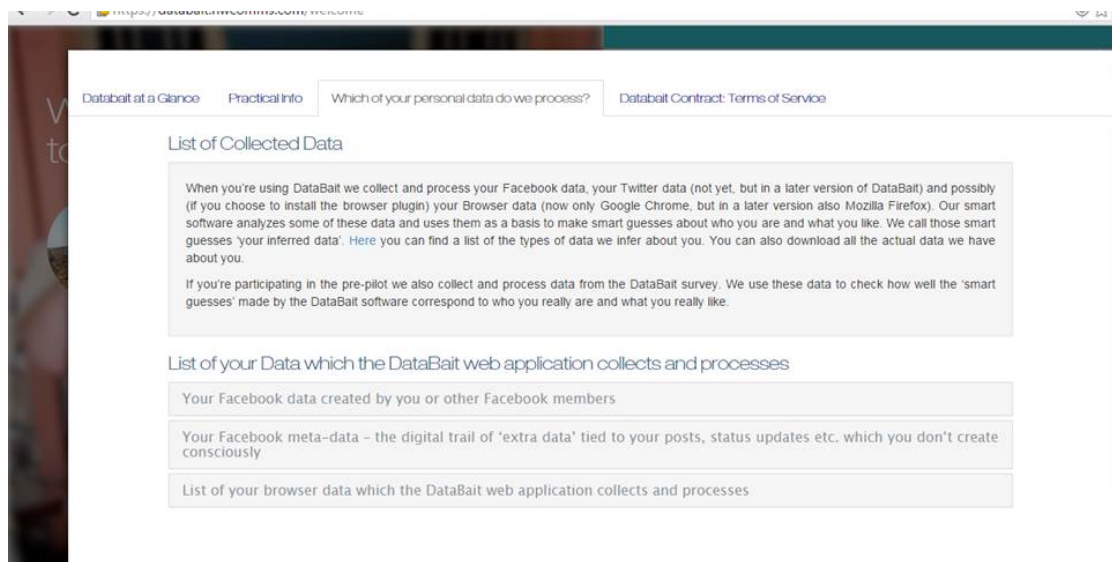 Databait at a Glance Practical Info Which of your personal data do we process? Databait Contract: Terms of Service
List of Collected Data
When you're using DataBait we collect and process your Facebook data, your Twitter data (not yet, but in a later version of DataBait) and possibly
(if you choose to install the browser plugin) your Browser data (now only Google Chrome, but in a later version also Mozilla Firefox). Our smart
software analyzes some of these data and uses them as a basis to make smart guesses about who you are and what you like. We call those smart
guesses 'your inferred data'. Here you can find a list of the types of data we infer about you. You can also download all the actual data we have
about you.
If you're participating in the pre-pilot we also collect and process data from the DataBait survey. We use these data to check how well the 'smart
guesses' made by the DataBait software correspond to who you really are and what you really like.
List of your Data which the DataBait web application collects and processes
Your Facebook data created by you or other Facebook members
Your Facebook meta-data – the digital trail of 'extra data' tied to your posts, status updates etc. which you don't create
consciously
List of your browser data which the DataBait web application collects and processes